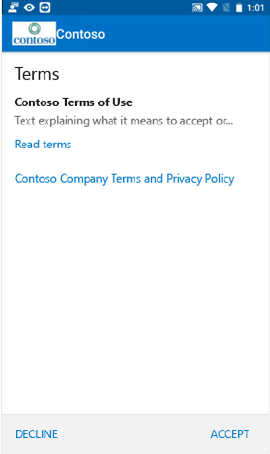 1:01
contoso Contoso
Terms
Contoso Terms of Use
Text explaining what it means to accept or...
Read terms
Contoso Company Terms and Privacy Policy
DECLINE ACCEPT